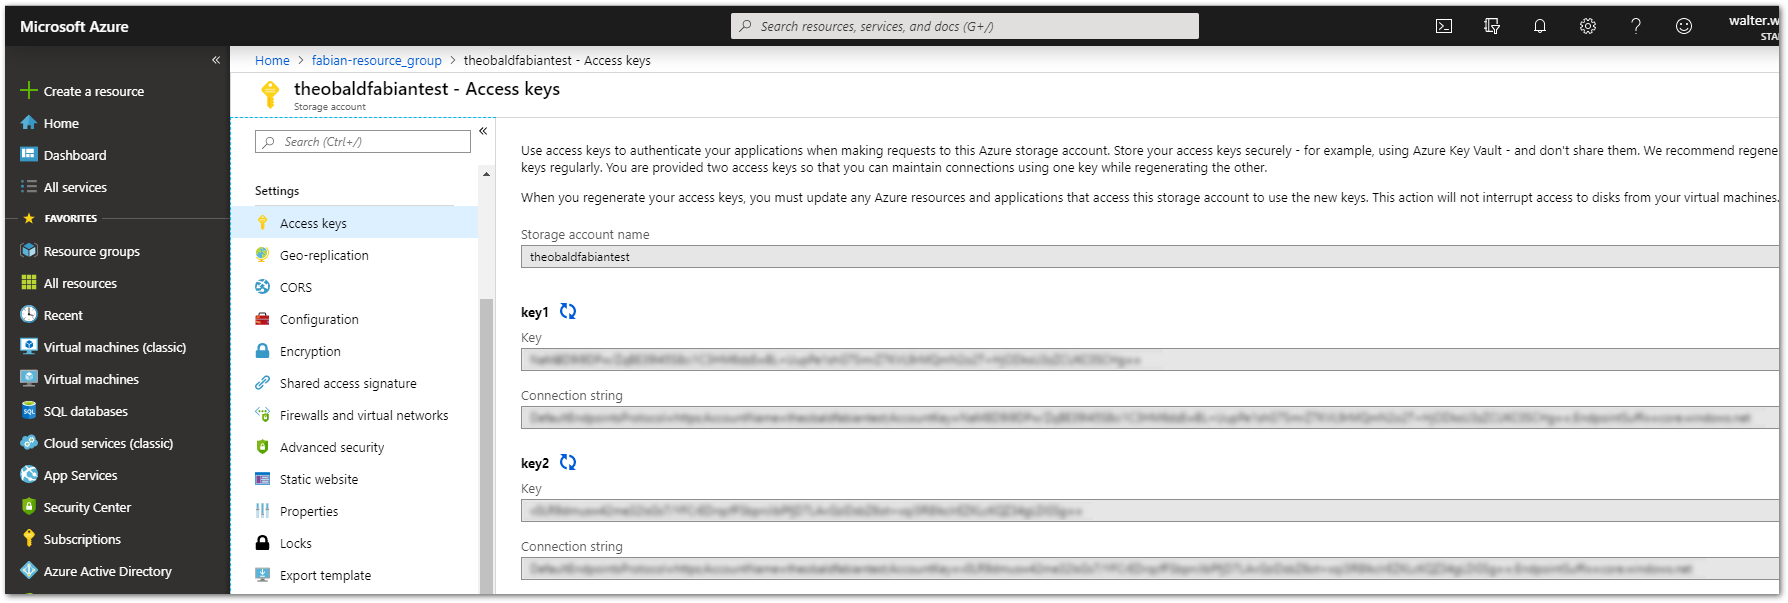 Microsoft Azure
Search resources, services, and docs (G+/)
walter.w
STA
Create a resource
Home
Dashboard
All services
FAVORITES
Resource groups
All resources
Recent
Virtual machines (classic)
Virtual machines
SQL databases
Cloud services (classic)
App Services
Security Center
Subscriptions
Azure Active Directory
Home > fabian-resource_group > theobaldfabiantest - Access keys
theobaldfabiantest - Access keys
Storage account
Search (Ctrl+/)
Settings
Access keys
Geo-replication
CORS
Configuration
Encryption
Shared access signature
Firewalls and virtual networks
Advanced security
Static website
Properties
Locks
Export template
Use access keys to authenticate your applications when making requests to this Azure storage account. Store your access keys securely - for example, using Azure Key Vault - and don't share them. We recommend regene
keys regularly. You are provided two access keys so that you can maintain connections using one key while regenerating the other.
When you regenerate your access keys, you must update any Azure resources and applications that access this storage account to use the new keys. This action will not interrupt access to disks from your virtual machines.
Storage account name
theobaldfabiantest
key1
Key
Connection string
key2
Key
Connection string